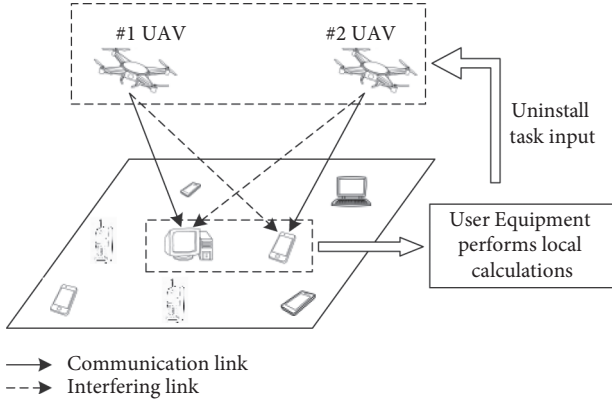 #1 UAV
#2 UAV
Uninstall
task input
User Equipment
performs local
calculations
Communication link
Interfering link